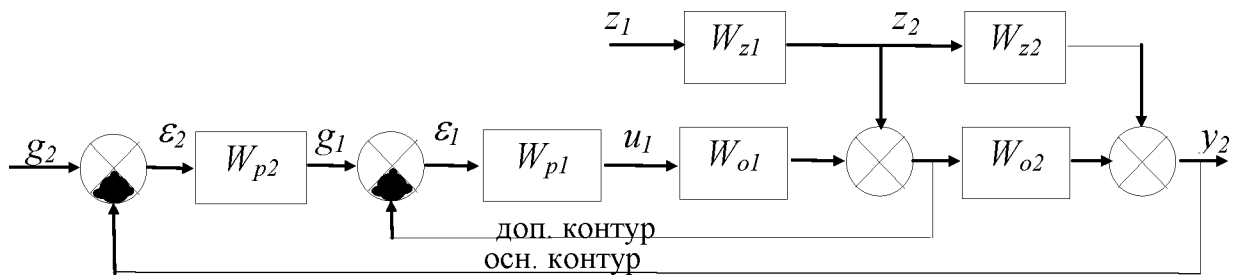 z1 Wz1 z2 Wz2
g2 ε2 Wp2 g1 ε1 Wp1 u1 Wo1 Wo2 y2
доп. контур
осн. контур